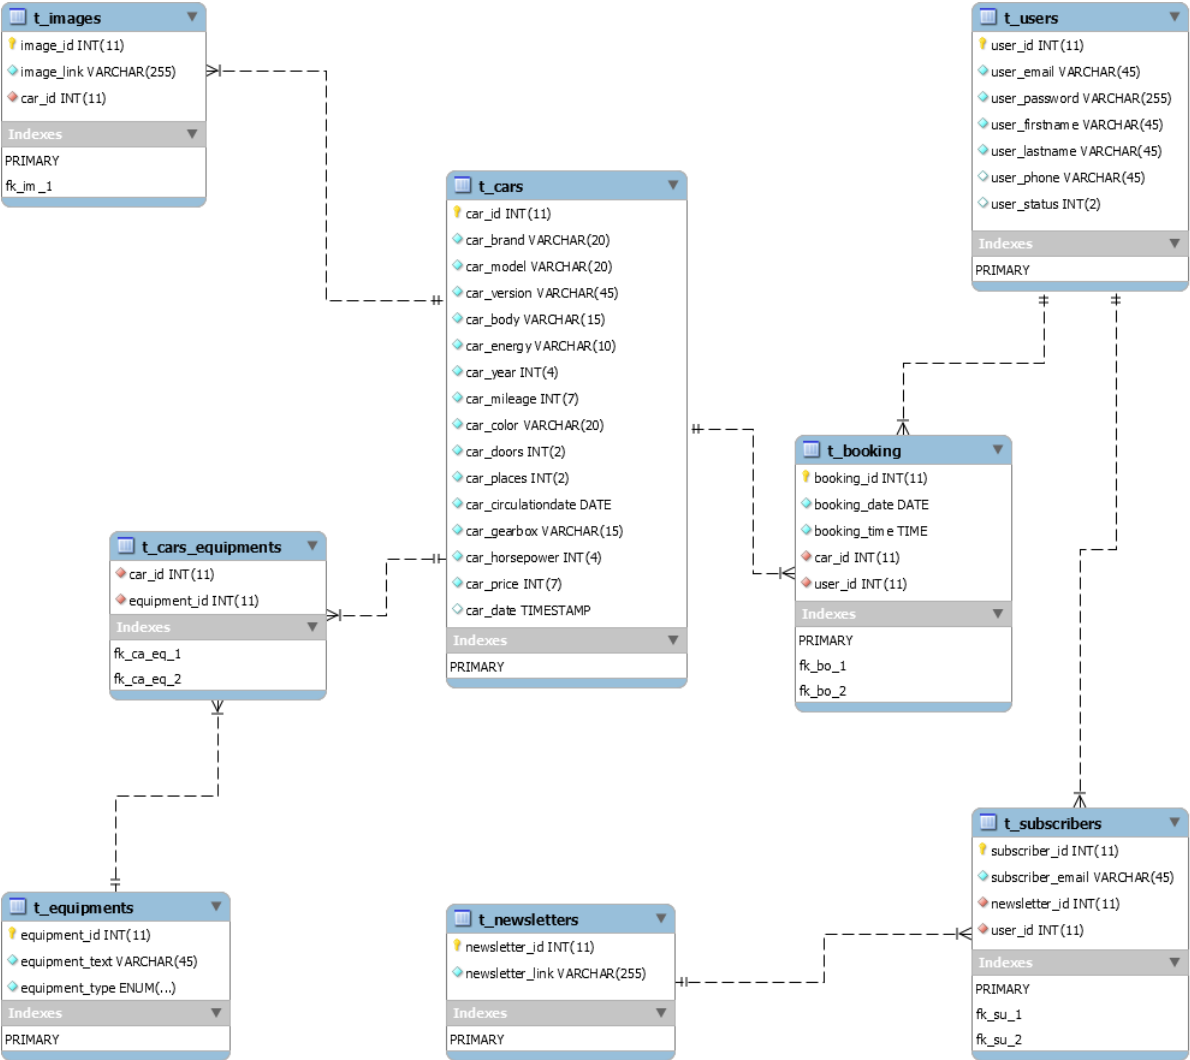 t_images
image_id INT(11)
image_link VARCHAR(255)
car_id INT(11)
Indexes
PRIMARY
fk_im_1
t_users
user_id INT(11)
user_email VARCHAR(45)
user_password VARCHAR(255)
user_firstname VARCHAR(45)
user_lastname VARCHAR(45)
user_phone VARCHAR(45)
user_status INT(2)
Indexes
PRIMARY
t_cars
car_id INT(11)
car_brand VARCHAR(20)
car_model VARCHAR(20)
car_version VARCHAR(45)
car_body VARCHAR(15)
car_energy VARCHAR(10)
car_year INT(4)
car_mileage INT(7)
car_color VARCHAR(20)
car_doors INT(2)
car_places INT(2)
car_circulationdate DATE
car_gearbox VARCHAR(15)
car_horsepower INT(4)
car_price INT(7)
car_date TIMESTAMP
Indexes
PRIMARY
t_booking
booking_id INT(11)
booking_date DATE
booking_time TIME
car_id INT(11)
user_id INT(11)
Indexes
PRIMARY
fk_bo_1
fk_bo_2
t_cars_equipments
car_id INT(11)
equipment_id INT(11)
Indexes
fk_ca_eq_1
fk_ca_eq_2
t_equipments
equipment_id INT(11)
equipment_text VARCHAR(45)
equipment_type ENUM(...)
Indexes
PRIMARY
t_newsletters
newsletter_id INT(11)
newsletter_link VARCHAR(255)
Indexes
PRIMARY
t_subscribers
subscriber_id INT(11)
subscriber_email VARCHAR(45)
newsletter_id INT(11)
user_id INT(11)
Indexes
PRIMARY
fk_su_1
fk_su_2